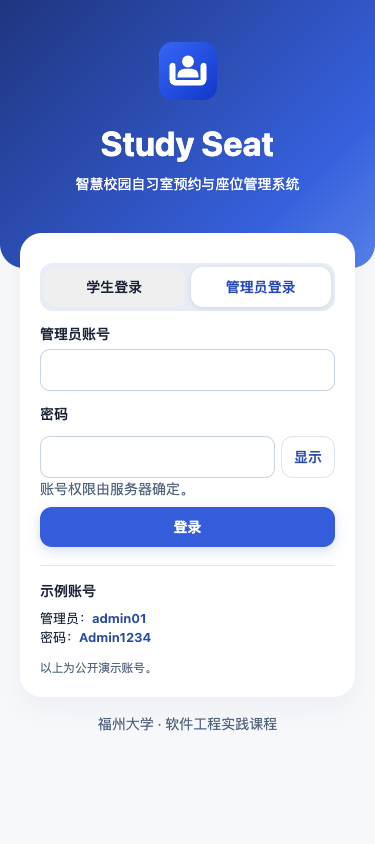 Study Seat
智慧校园自习室预约与座位管理系统
学生登录
管理员登录
管理员账号
密码
显示
账号权限由服务器确定。
登录
示例账号
管理员：admin01
密码：Admin1234
以上为公开演示账号。
福州大学 · 软件工程实践课程